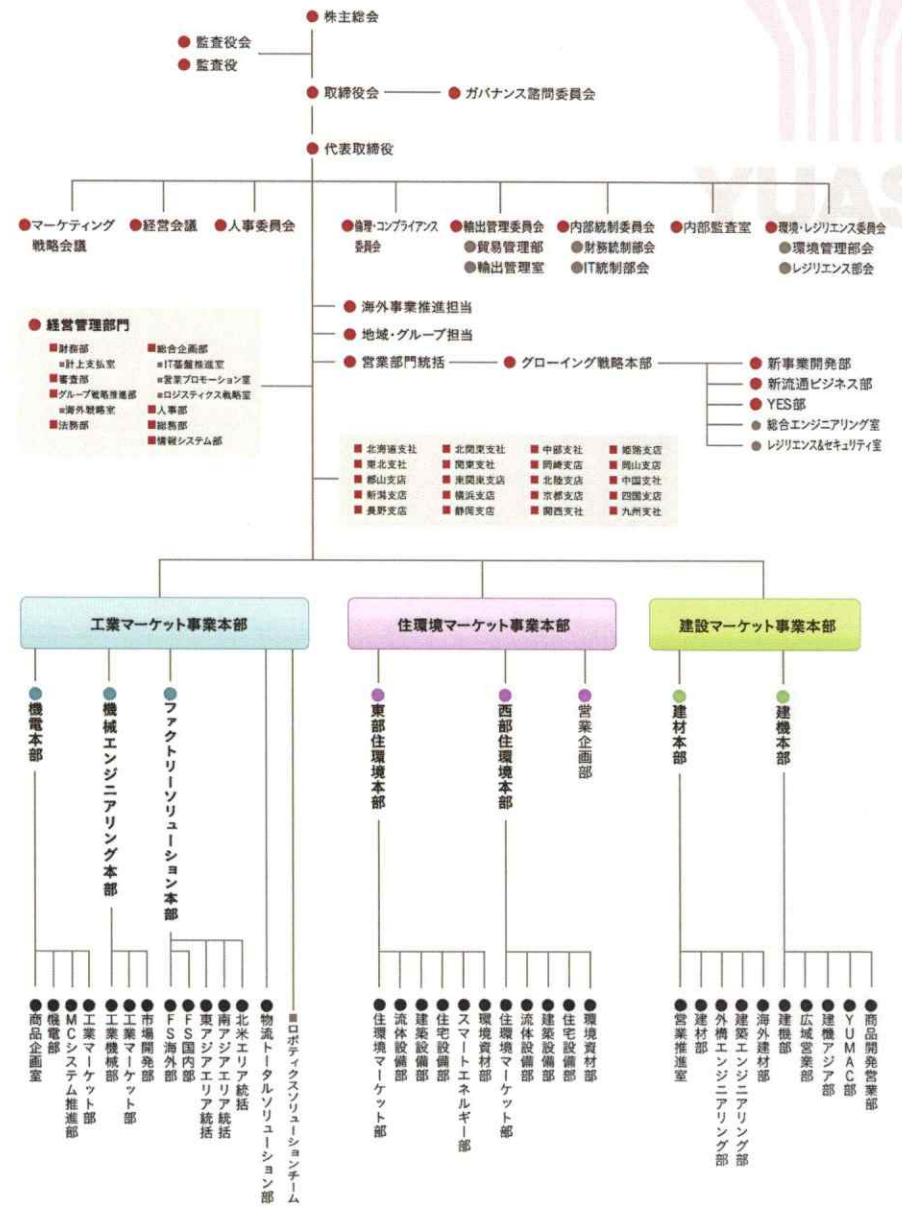 株主総会
監査役会
監査役
取締役会
ガバナンス諮問委員会
代表取締役
マーケティング
戦略会議
経営会議
人事委員会
倫理・コンプライアンス
委員会
輸出管理委員会
貿易管理部
輸出管理室
内部統制委員会
財務統制部会
IT統制部会
内部監査室
環境・レジリエンス委員会
環境管理部会
レジリエンス部会
YUAS
海外事業推進担当
地域・グループ担当
営業部門統括
グローイング戦略本部
新事業開発部
新流通ビジネス部
YES部
総合エンジニアリング室
レジリエンス&セキュリティ室
経営管理部門
財務部
計上支払室
審査部
グループ戦略推進部
海外戦略室
法務部
総合企画部
IT基盤推進室
営業プロモーション室
ロジスティクス戦略室
人事部
総務部
情報システム部
北海道支社
東北支社
郡山支店
新潟支店
長野支店
北関東支社
関東支社
東関東支店
横浜支店
静岡支店
中部支社
岡崎支店
北陸支店
京都支店
関西支社
姫路支店
岡山支店
中国支社
四国支店
九州支社
工業マーケット事業本部
住環境マーケット事業本部
建設マーケット事業本部
機電本部
機械エンジニアリング本部
ファクトリーソリューション本部
東部住環境本部
西部住環境本部
営業企画部
建材本部
建機本部
商品企画室
機電部
MCシステム推進部
工業マーケット部
工業機械部
工業マーケット部
市場開発部
FS海外部
FS国内部
東アジアエリア統括
南アジアエリア統括
北米エリア統括
物流トータルソリューション部
ロボティクスソリューションチーム
住環境マーケット部
流体設備部
建築設備部
住宅設備部
スマートエネルギー部
環境資材部
住環境マーケット部
流体設備部
建築設備部
住宅設備部
環境資材部
営業推進室
建材部
外構エンジニアリング部
建築エンジニアリング部
海外建材部
建機部
広域営業部
建機アジア部
YUMAC部
商品開発営業部